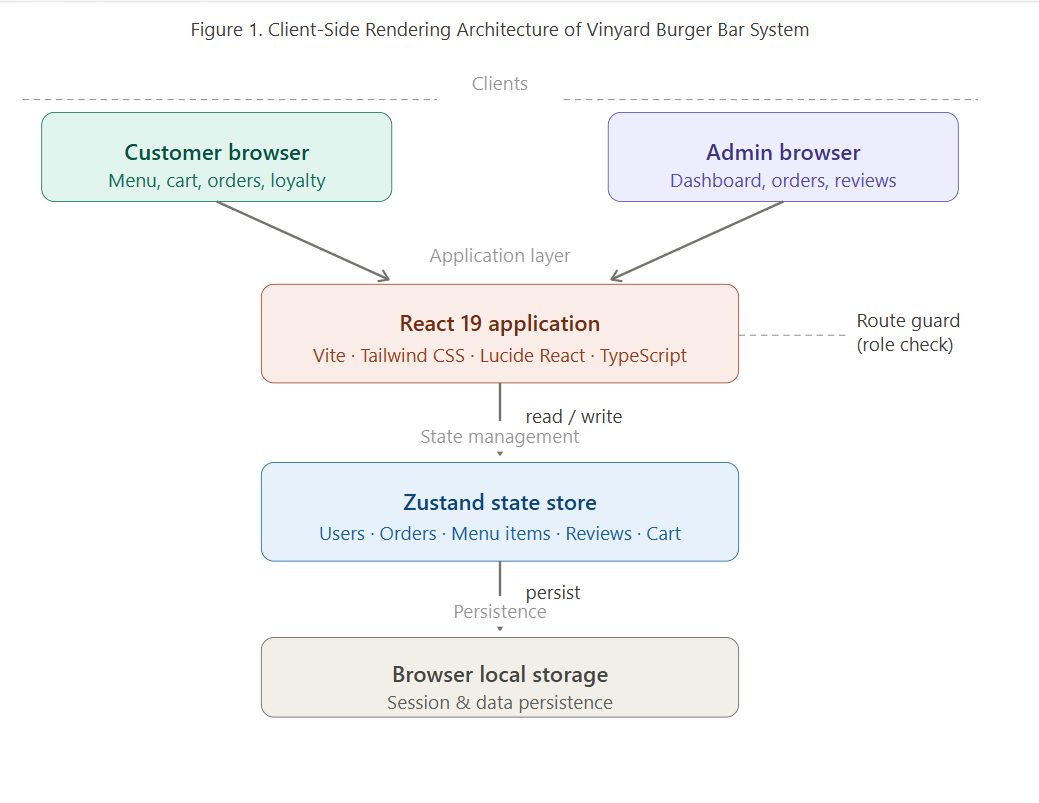 Figure 1. Client-Side Rendering Architecture of Vinyard Burger Bar System
Clients
Customer browser
Menu, cart, orders, loyalty
Admin browser
Dashboard, orders, reviews
Application layer
React 19 application
Vite · Tailwind CSS · Lucide React · TypeScript
Route guard
(role check)
read / write
State management
Zustand state store
Users · Orders · Menu items · Reviews · Cart
persist
Persistence
Browser local storage
Session & data persistence